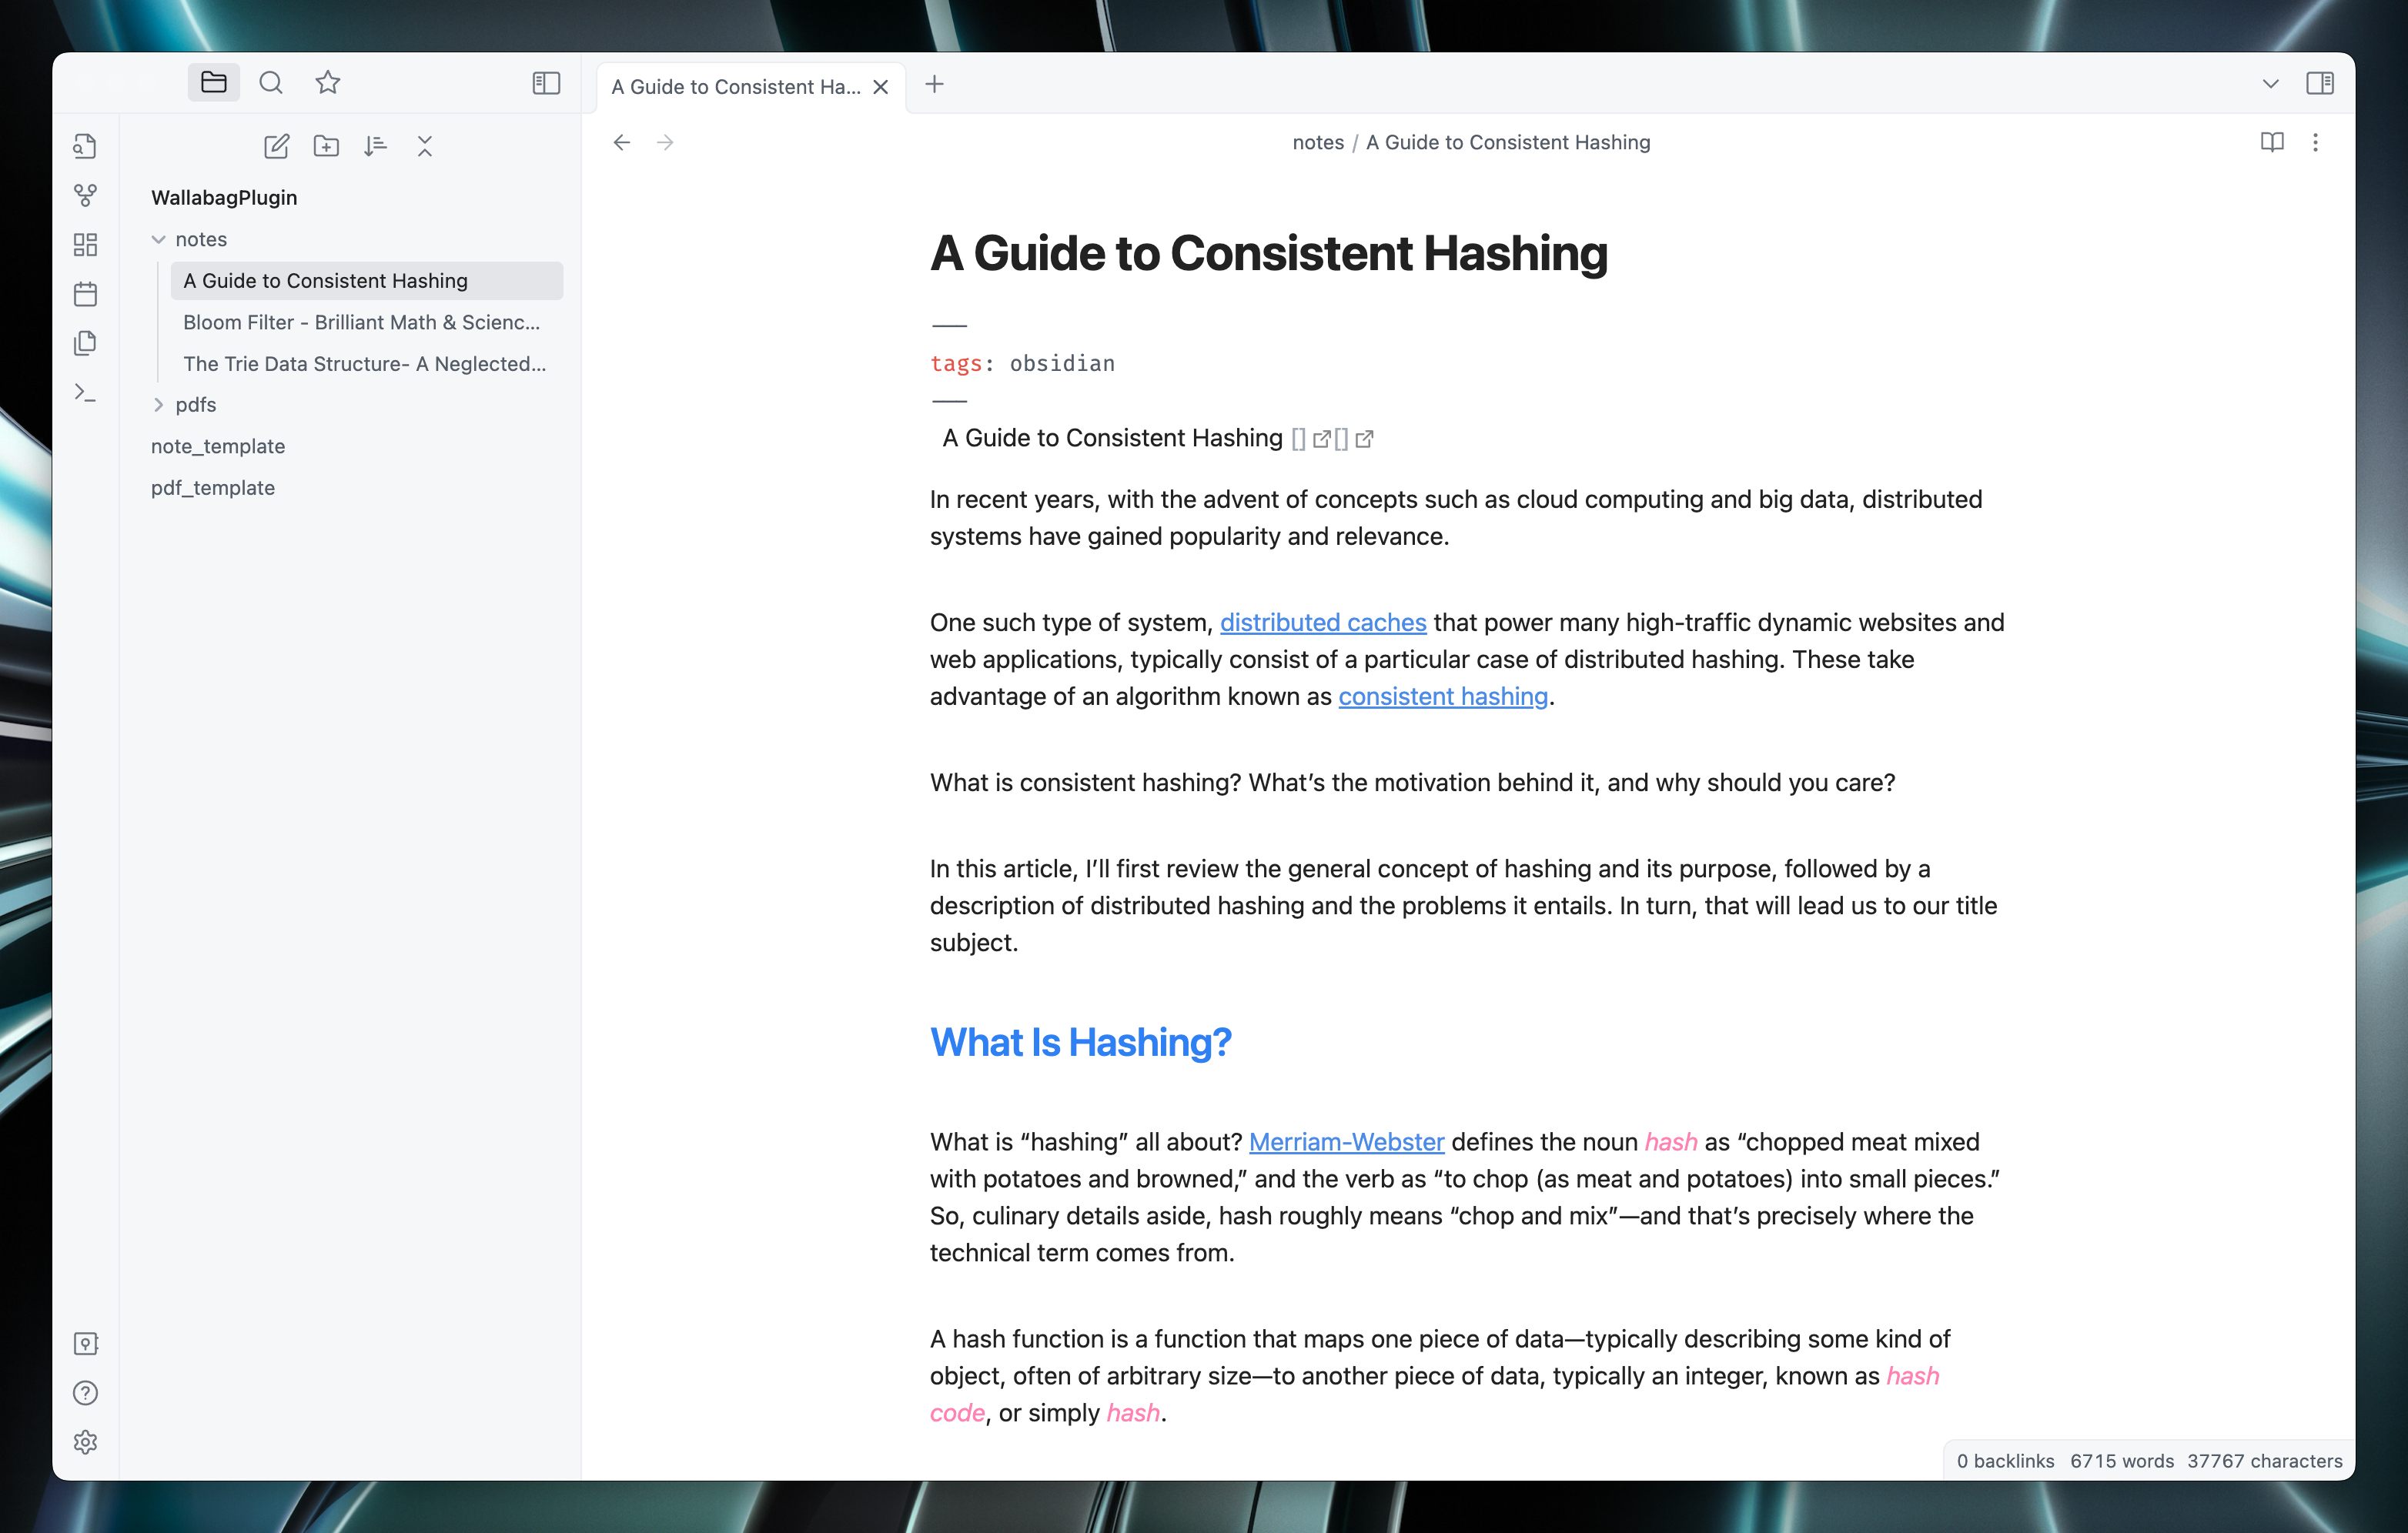 A Guide to Consistent Ha...
WallabagPlugin
notes
A Guide to Consistent Hashing
Bloom Filter - Brilliant Math & Scienc...
The Trie Data Structure- A Neglected...
pdfs
note_template
pdf_template
notes / A Guide to Consistent Hashing
A Guide to Consistent Hashing
---
tags: obsidian
---
A Guide to Consistent Hashing [] []
In recent years, with the advent of concepts such as cloud computing and big data, distributed
systems have gained popularity and relevance.
One such type of system, distributed caches that power many high-traffic dynamic websites and
web applications, typically consist of a particular case of distributed hashing. These take
advantage of an algorithm known as consistent hashing.
What is consistent hashing? What’s the motivation behind it, and why should you care?
In this article, I’ll first review the general concept of hashing and its purpose, followed by a
description of distributed hashing and the problems it entails. In turn, that will lead us to our title
subject.
What Is Hashing?
What is “hashing” all about? Merriam-Webster defines the noun hash as “chopped meat mixed
with potatoes and browned,” and the verb as “to chop (as meat and potatoes) into small pieces.”
So, culinary details aside, hash roughly means “chop and mix”—and that’s precisely where the
technical term comes from.
A hash function is a function that maps one piece of data—typically describing some kind of
object, often of arbitrary size—to another piece of data, typically an integer, known as hash
code, or simply hash.
0 backlinks 6715 words 37767 characters